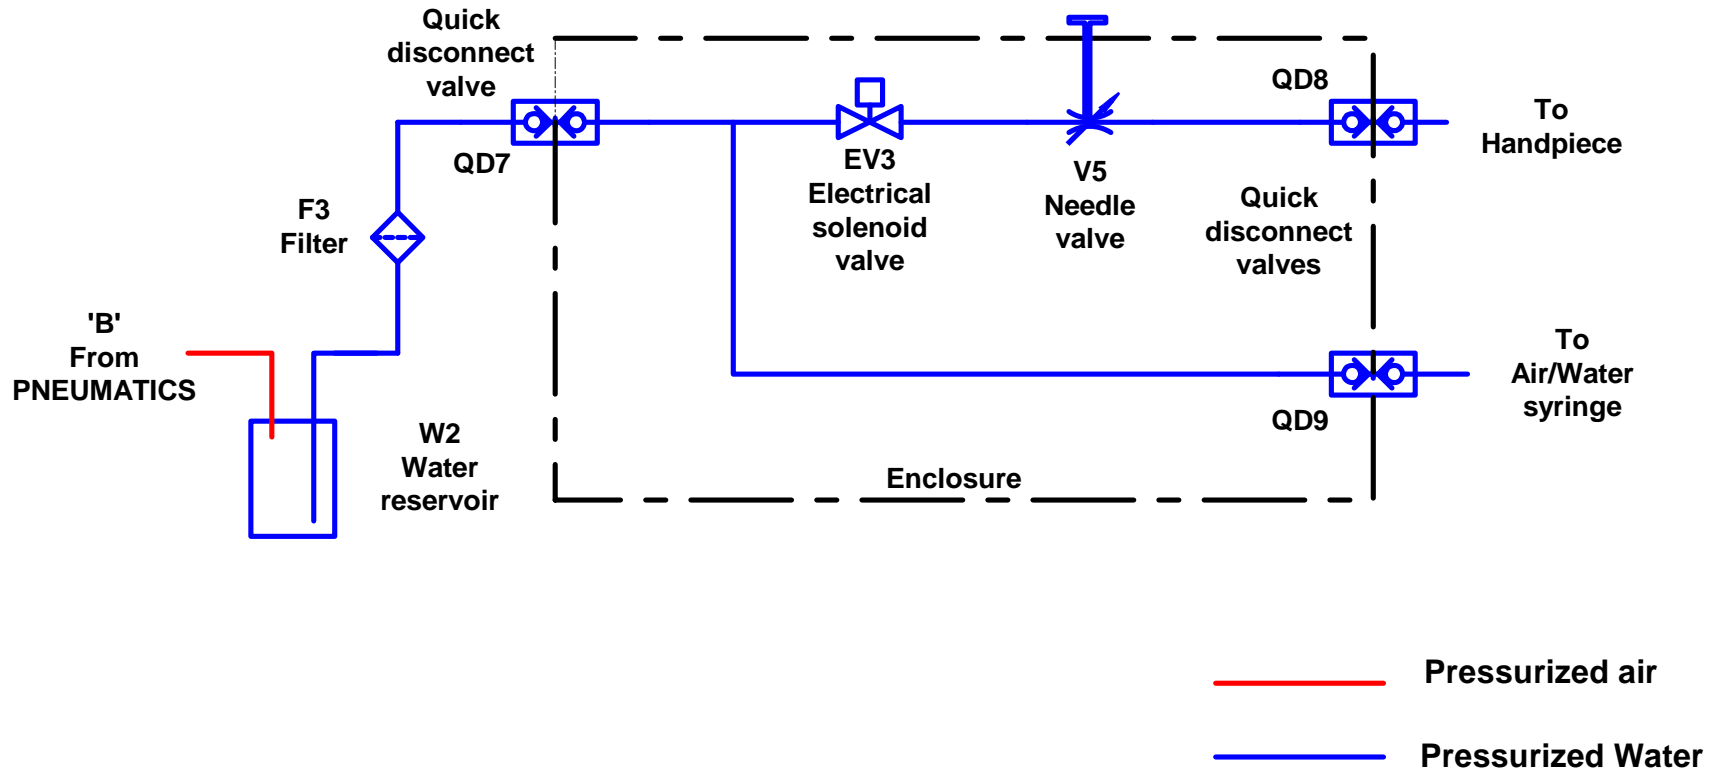 Quick
disconnect
valve
QD7
F3
Filter
'B'
From
PNEUMATICS
W2
Water
reservoir
EV3
Electrical
solenoid
valve
V5
Needle
valve
QD8
Quick
disconnect
valves
To
Handpiece
QD9
To
Air/Water
syringe
Enclosure
Pressurized air
Pressurized Water